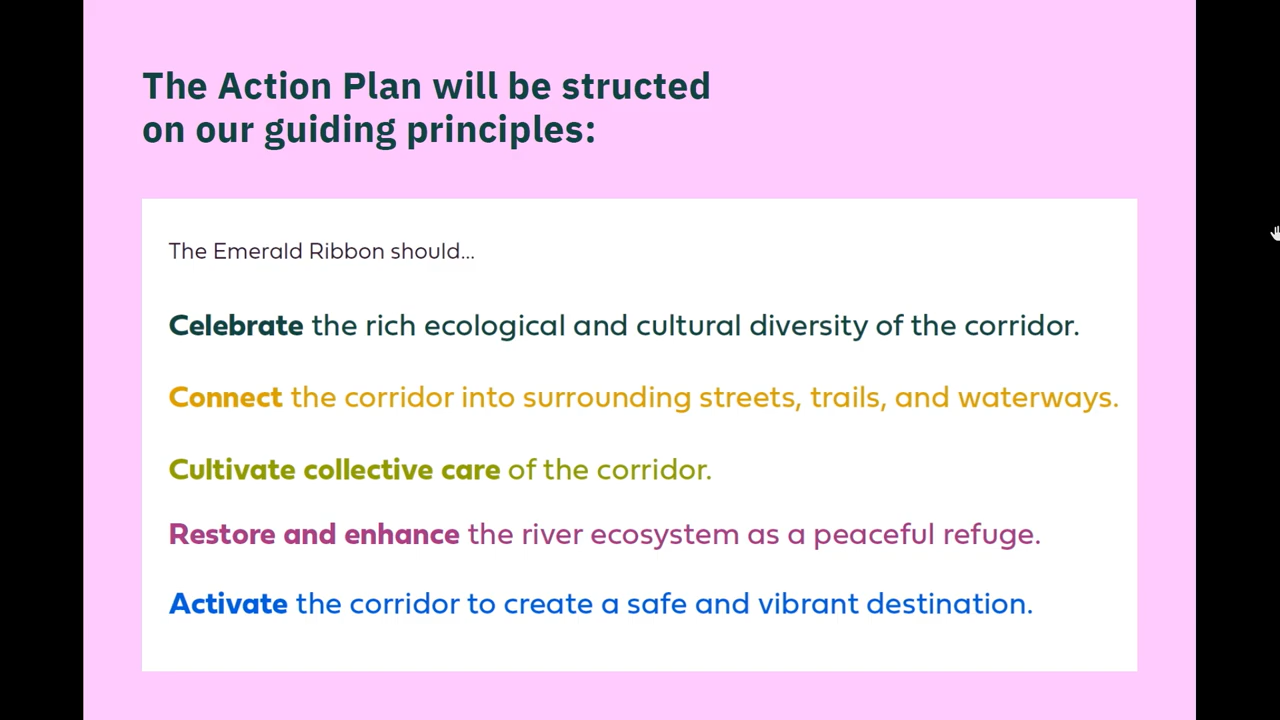 The Action Plan will be structed
on our guiding principles:
The Emerald Ribbon should...
Celebrate the rich ecological and cultural diversity of the corridor.
Connect the corridor into surrounding streets, trails, and waterways.
Cultivate collective care of the corridor.
Restore and enhance the river ecosystem as a peaceful refuge.
Activate the corridor to create a safe and vibrant destination.